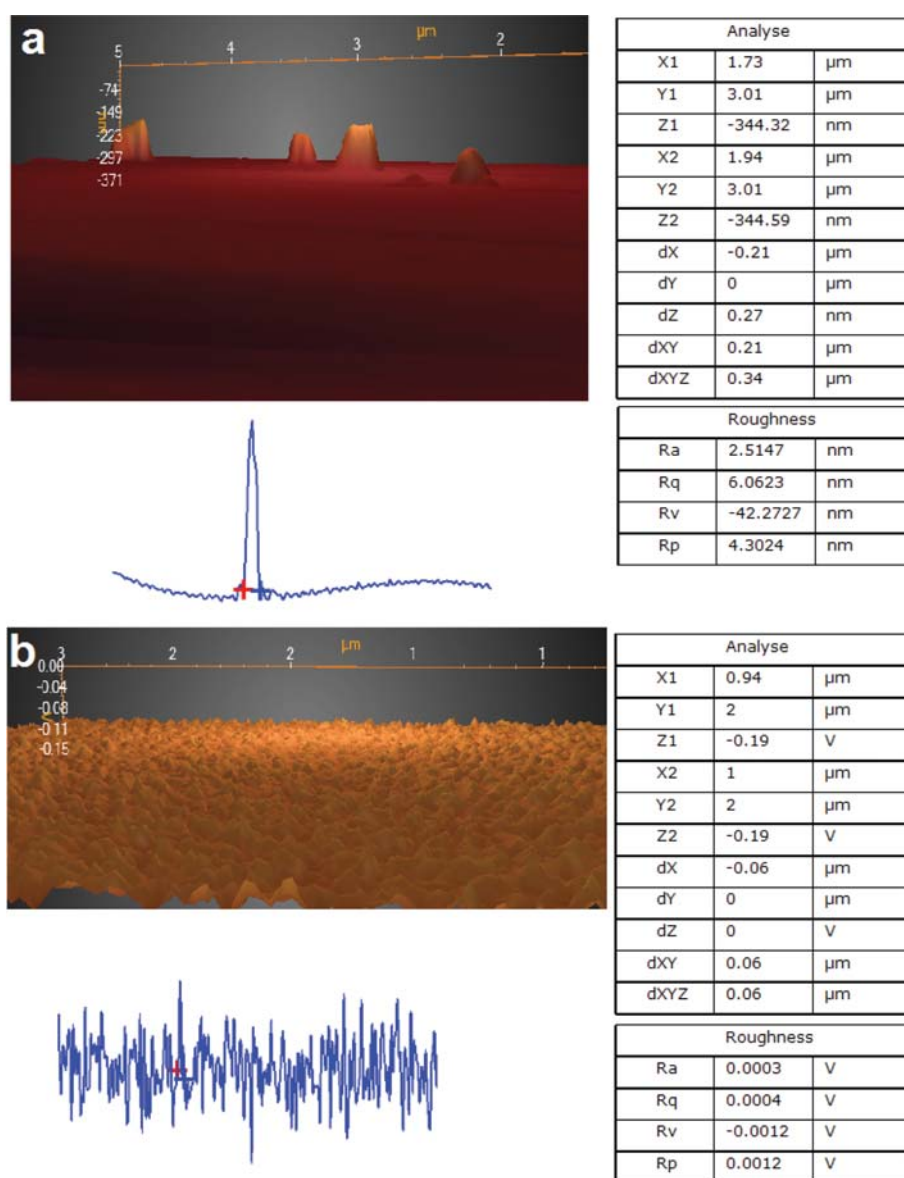 a
µm
5 4 3 2
-74
-149
-223
-297
-371
Analyse
X1 1.73 µm
Y1 3.01 µm
Z1 -344.32 nm
X2 1.94 µm
Y2 3.01 µm
Z2 -344.59 nm
dX -0.21 µm
dY 0 µm
dZ 0.27 nm
dXY 0.21 µm
dXYZ 0.34 µm
Roughness
Ra 2.5147 nm
Rq 6.0623 nm
Rv -42.2727 nm
Rp 4.3024 nm
b
µm
3 2 2 1 1
0.00
-0.04
-0.08
-0.11
-0.15
V
Analyse
X1 0.94 µm
Y1 2 µm
Z1 -0.19 V
X2 1 µm
Y2 2 µm
Z2 -0.19 V
dX -0.06 µm
dY 0 µm
dZ 0 V
dXY 0.06 µm
dXYZ 0.06 µm
Roughness
Ra 0.0003 V
Rq 0.0004 V
Rv -0.0012 V
Rp 0.0012 V